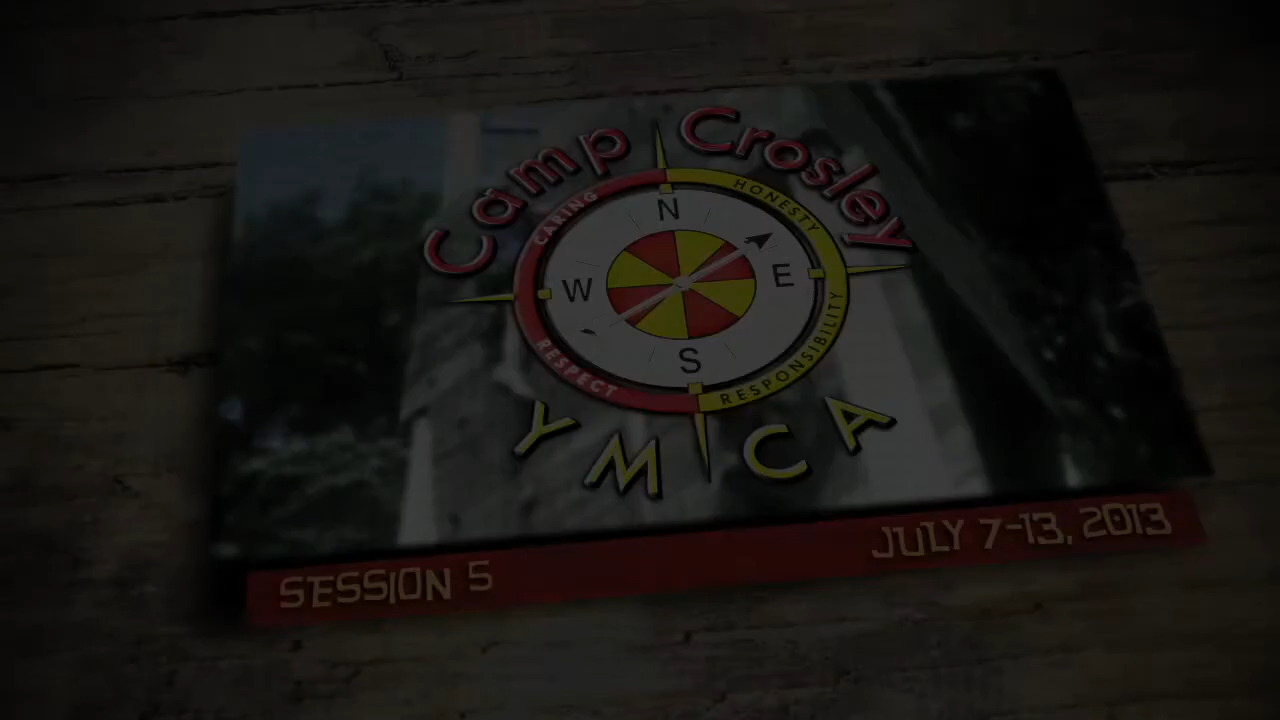 Camp Crosley
CARING
HONESTY
N
W
E
S
RESPECT
RESPONSIBILITY
YMCA
SESSION 5
JULY 7-13, 2013